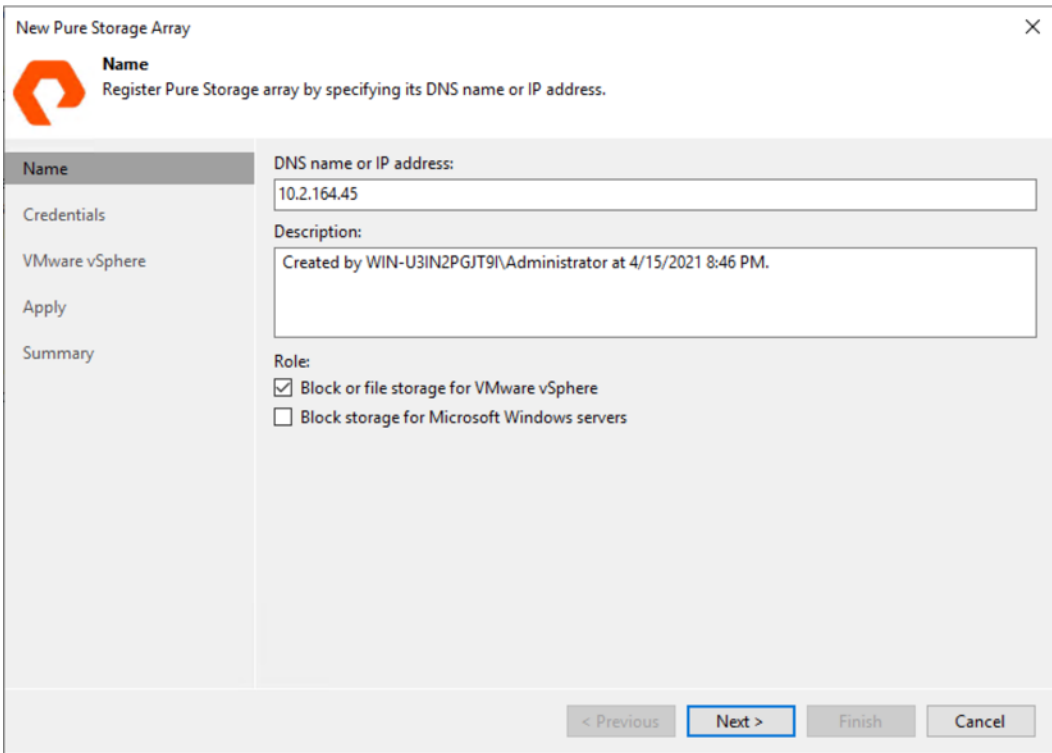 New Pure Storage Array
Name
Register Pure Storage array by specifying its DNS name or IP address.
Name
Credentials
VMware vSphere
Apply
Summary
DNS name or IP address:
10.2.164.45
Description:
Created by WIN-U3IN2PGJT9I\Administrator at 4/15/2021 8:46 PM.
Role:
Block or file storage for VMware vSphere
Block storage for Microsoft Windows servers
< Previous
Next >
Finish
Cancel